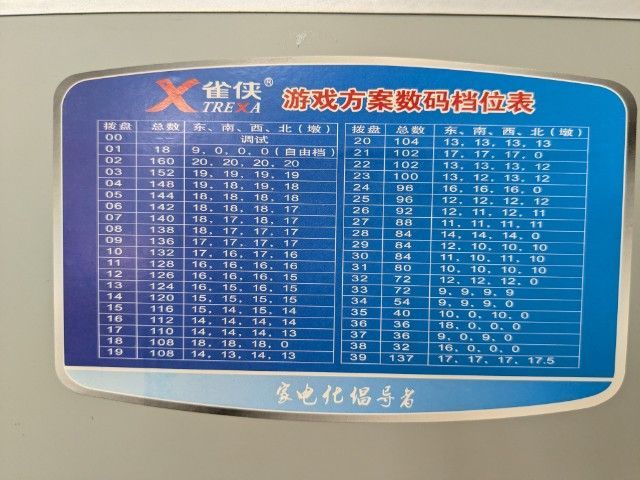 雀侠®
TREXA
游戏方案数码档位表
拨盘 总数 东、南、西、北（墩）
00 调试
01 18 9, 0, 0, 0（自由档）
02 160 20, 20, 20, 20
03 152 19, 19, 19, 19
04 148 19, 18, 19, 18
05 144 18, 18, 18, 18
06 142 18, 18, 18, 17
07 140 18, 17, 18, 17
08 138 18, 17, 17, 17
09 136 17, 17, 17, 17
10 132 17, 16, 17, 16
11 128 16, 16, 16, 16
12 126 16, 16, 16, 15
13 124 16, 15, 16, 15
14 120 15, 15, 15, 15
15 116 15, 14, 15, 14
16 112 14, 14, 14, 14
17 110 14, 14, 14, 13
18 108 18, 18, 18, 0
19 108 14, 13, 14, 13
拨盘 总数 东、南、西、北（墩）
20 104 13, 13, 13, 13
21 102 17, 17, 17, 0
22 102 13, 13, 13, 12
23 100 13, 12, 13, 12
24 96 16, 16, 16, 0
25 96 12, 12, 12, 12
26 92 12, 11, 12, 11
27 88 11, 11, 11, 11
28 84 14, 14, 14, 0
29 84 12, 10, 10, 10
30 84 11, 10, 11, 10
31 80 10, 10, 10, 10
32 72 12, 12, 12, 0
33 72 9, 9, 9, 9
34 54 9, 9, 9, 0
35 40 10, 0, 10, 0
36 36 18, 0, 0, 0
37 36 9, 0, 9, 0
38 32 16, 0, 0, 0
39 137 17, 17, 17, 17.5
家电化倡导者